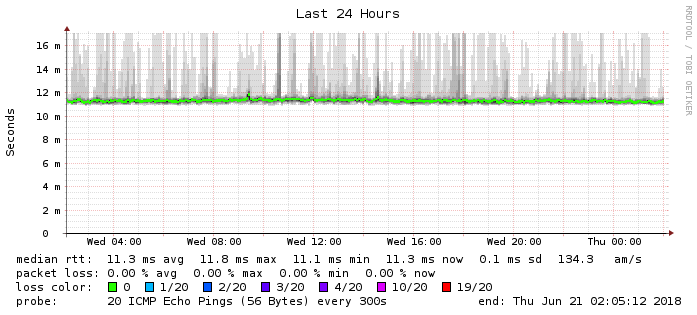 Last 24 Hours
RRDTOOL / TOBI OETIKER
Seconds
16 m
14 m
12 m
10 m
8 m
6 m
4 m
2 m
0
Wed 04:00 Wed 08:00 Wed 12:00 Wed 16:00 Wed 20:00 Thu 00:00
median rtt: 11.3 ms avg 11.8 ms max 11.1 ms min 11.3 ms now 0.1 ms sd 134.3 am/s
packet loss: 0.00 % avg 0.00 % max 0.00 % min 0.00 % now
loss color: 0 1/20 2/20 3/20 4/20 10/20 19/20
probe: 20 ICMP Echo Pings (56 Bytes) every 300s end: Thu Jun 21 02:05:12 2018